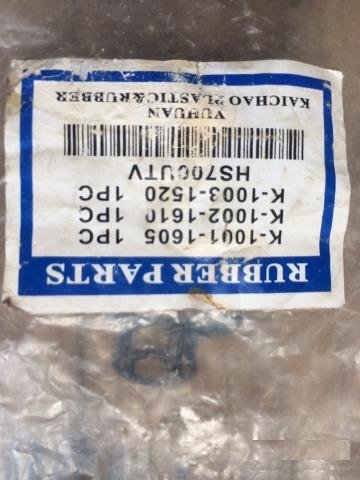 RUBBER PARTS
K-1001-1605 1PC
K-1002-1610 1PC
K-1003-1520 1PC
HS700UTV
YUHUAN
KAICHAO PLASTIC&RUBBER